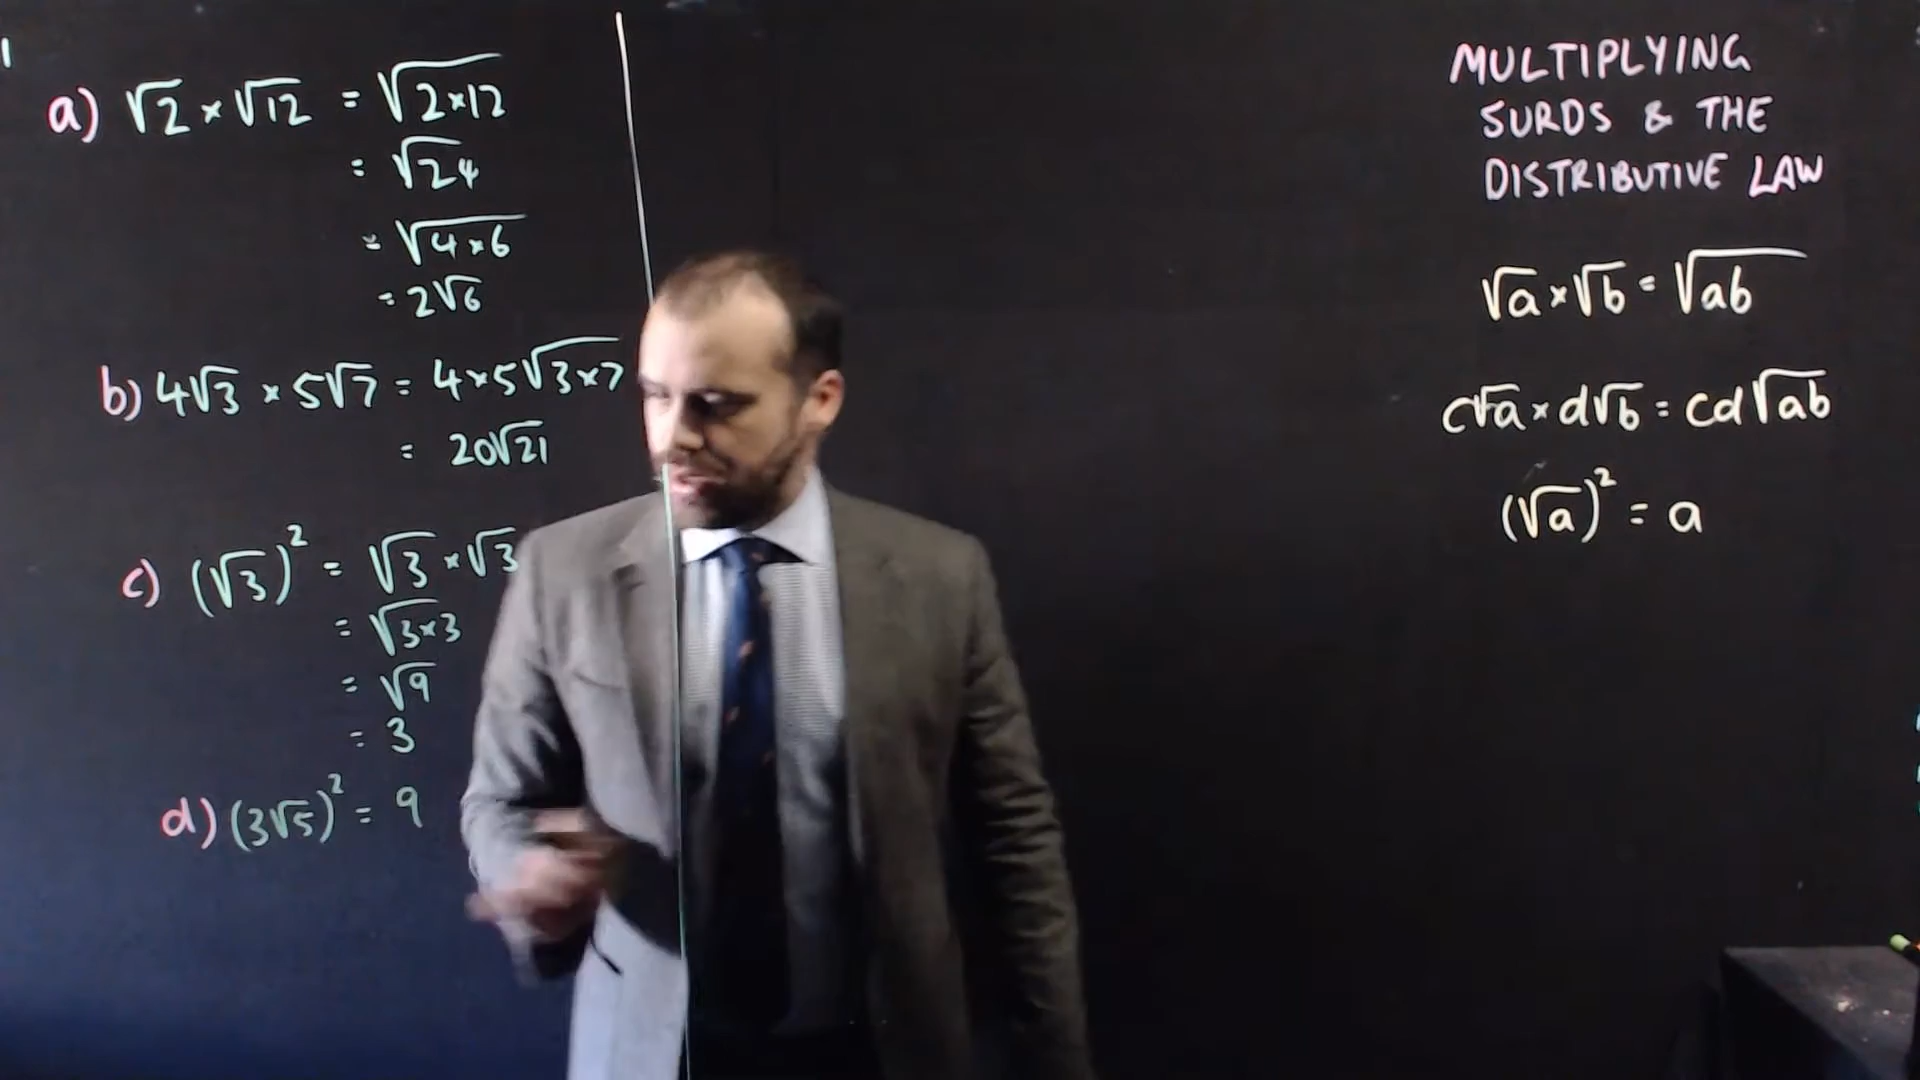 1
a) √2 × √12 = √2×12
= √24
= √4×6
= 2√6
b) 4√3 × 5√7 = 4×5√3×7
= 20√21
c) (√3)² = √3 × √3
= √3×3
= √9
= 3
d) (3√5)² = 9
MULTIPLYING
SURDS & THE
DISTRIBUTIVE LAW
√a × √b = √ab
c√a × d√b = cd√ab
(√a)² = a